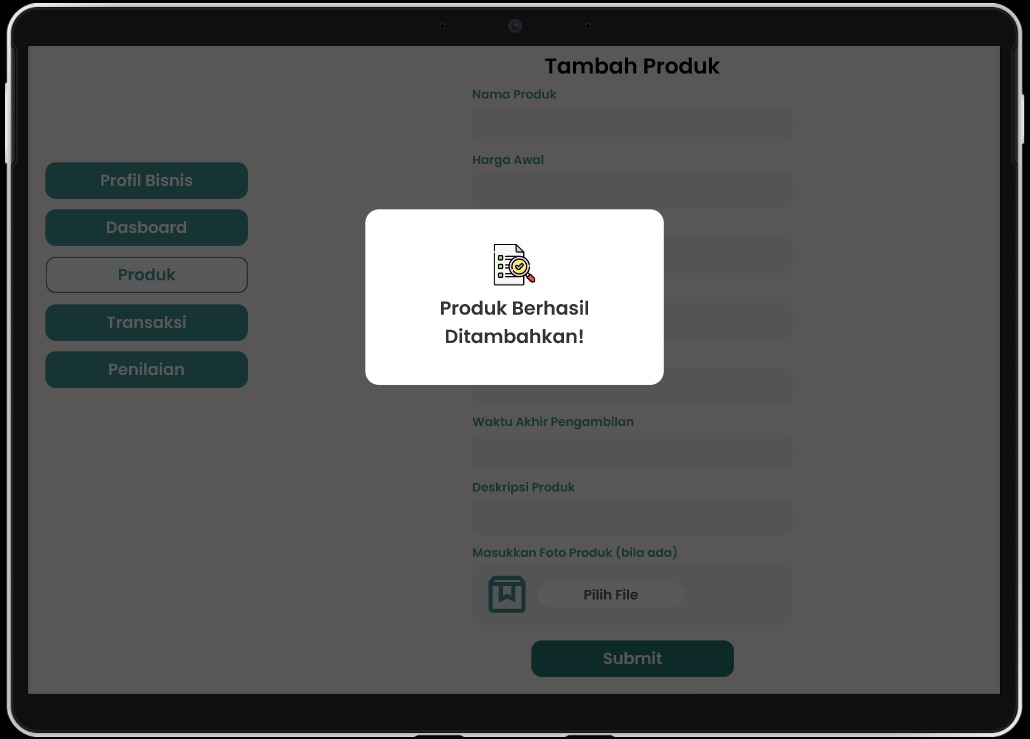 Tambah Produk
Nama Produk
Harga Awal
Profil Bisnis
Dasboard
Produk
Transaksi
Penilaian
Produk Berhasil
Ditambahkan!
Waktu Akhir Pengambilan
Deskripsi Produk
Masukkan Foto Produk (bila ada)
Pilih File
Submit